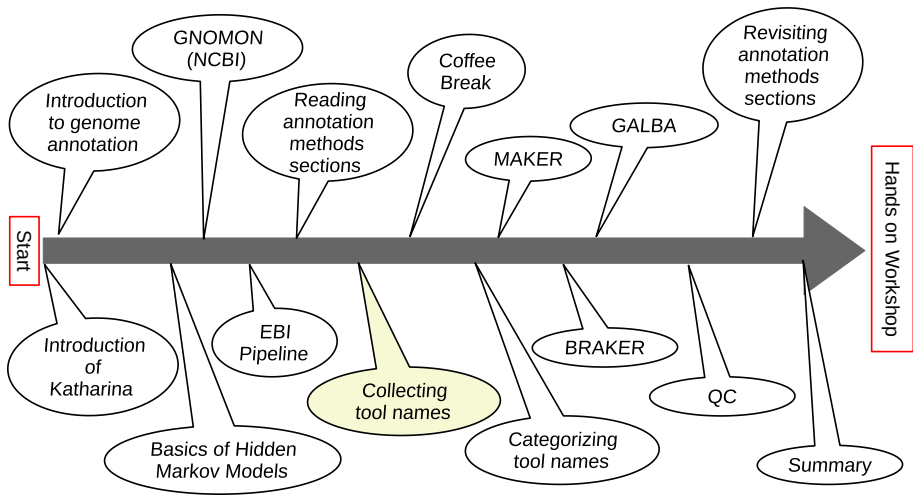 GNOMON
(NCBI)
Revisiting
annotation
methods
sections
Coffee
Break
Introduction
to genome
annotation
Reading
annotation
methods
sections
GALBA
MAKER
Start
Hands on Workshop
Introduction
of
Katharina
EBI
Pipeline
BRAKER
Collecting
tool names
QC
Basics of Hidden
Markov Models
Categorizing
tool names
Summary